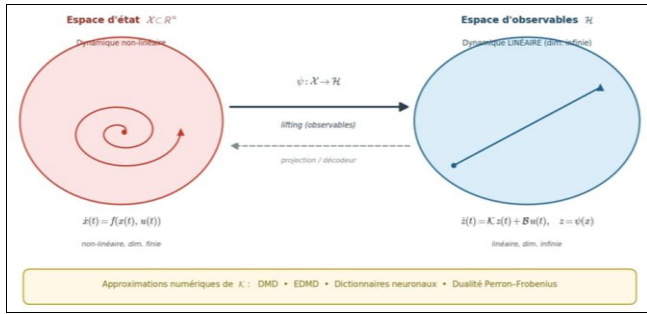 Espace d'état 𝒳 ⊂ ℝⁿ
Dynamique non-linéaire
Espace d'observables ℋ
Dynamique LINÉAIRE (dim. infinie)
ψ : 𝒳 → ℋ
lifting (observables)
projection / décodeur
ẋ(t) = f(x(t), u(t))
non-linéaire, dim. finie
ż(t) = 𝒦 z(t) + ℬ u(t), z = ψ(x)
linéaire, dim. infinie
Approximations numériques de 𝒦 : DMD • EDMD • Dictionnaires neuronaux • Dualité Perron–Frobenius